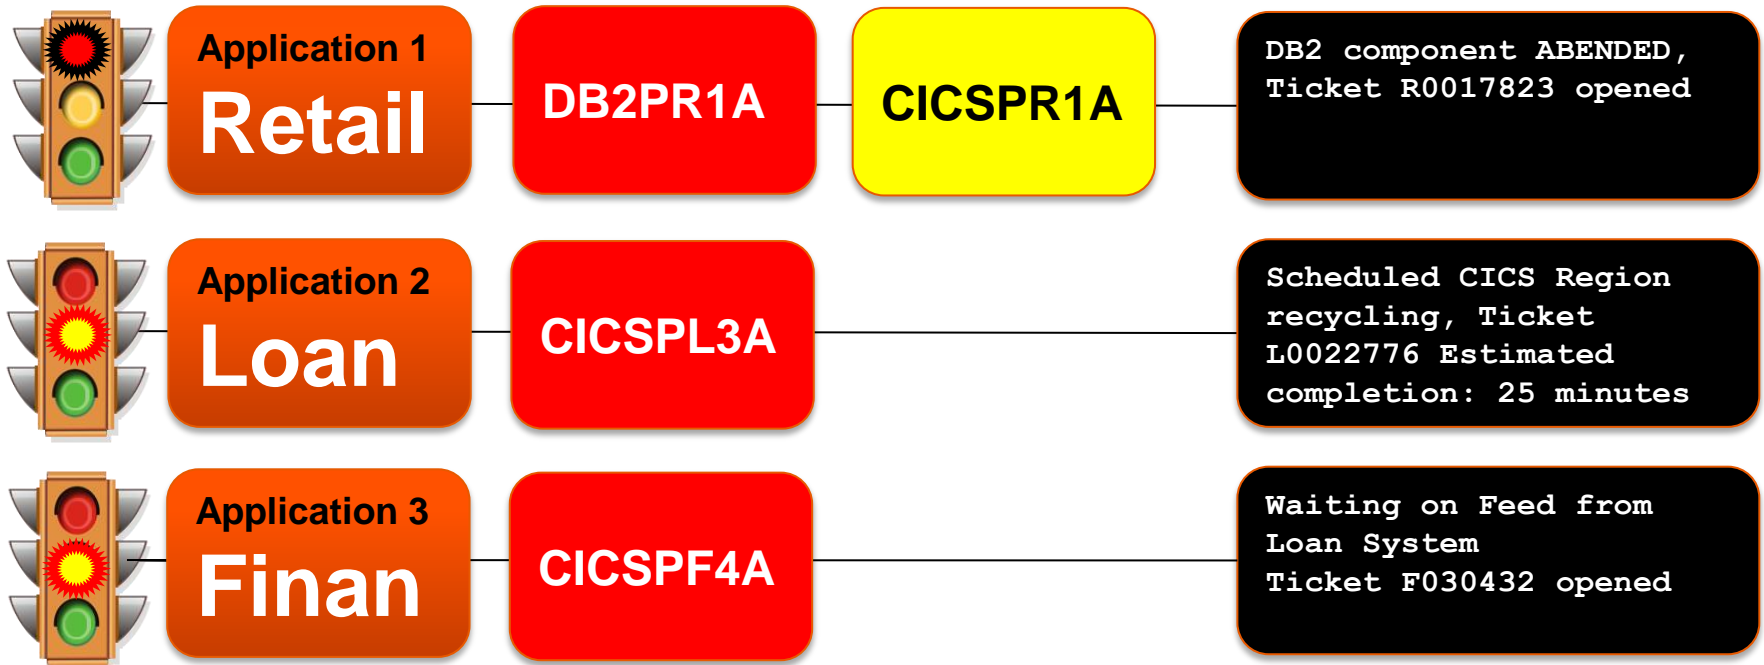 Application 1
Retail
DB2PR1A
CICSPR1A
DB2 component ABENDED,
Ticket R0017823 opened
Application 2
Loan
CICSPL3A
Scheduled CICS Region
recycling, Ticket
L0022776 Estimated
completion: 25 minutes
Application 3
Finan
CICSPF4A
Waiting on Feed from
Loan System
Ticket F030432 opened